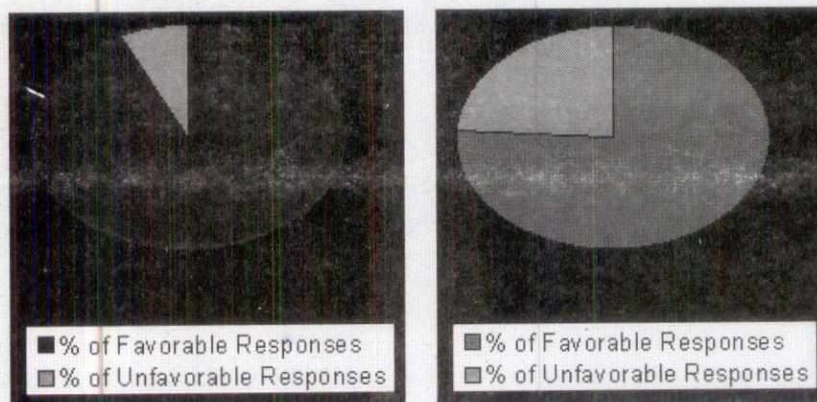 % of Favorable Responses
% of Unfavorable Responses
% of Favorable Responses
% of Unfavorable Responses